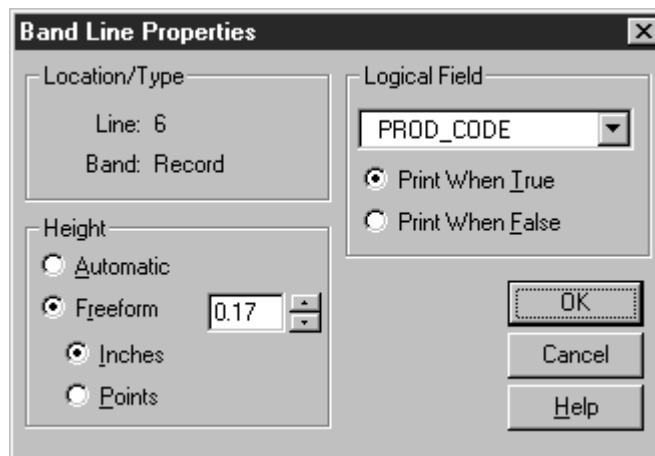 Band Line Properties
Location/Type
Line: 6
Band: Record
Height
Automatic
Freeform 0.17
Inches
Points
Logical Field
PROD_CODE
Print When True
Print When False
OK
Cancel
Help